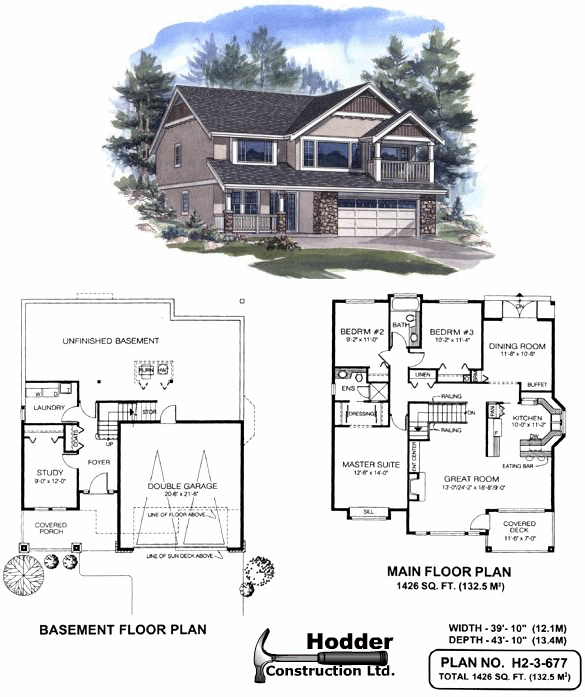 UNFINISHED BASEMENT
FURN
HW
LAUNDRY
W
D
STOR
UP
COATS
FOYER
STUDY
9'-0" x 12'-0"
DOUBLE GARAGE
20'-6" x 21'-6"
LINE OF FLOOR ABOVE
COVERED
PORCH
LINE OF SUN DECK ABOVE
BASEMENT FLOOR PLAN
BEDR'M #2
9'-2" x 11'-0"
BATH
BEDR'M #3
10'-2" x 11'-4"
DINING ROOM
11'-8" x 10'-6"
LINEN
ENS
BUFFET
RAILING
DRESSING
DN
RAILING
PAN
F
KITCHEN
10'-0" x 11'-2"
EATING BAR
MASTER SUITE
12'-6" x 14'-0"
ENT CENTER
GREAT ROOM
13'-0"/24'-2" x 18'-8"/9'-0"
SILL
COVERED
DECK
11'-6" x 7'-0"
MAIN FLOOR PLAN
1426 SQ. FT. (132.5 M²)
WIDTH - 39'- 10" (12.1M)
DEPTH - 43'- 10" (13.4M)
Hodder
Construction Ltd.
PLAN NO. H2-3-677
TOTAL 1426 SQ. FT. (132.5 M²)